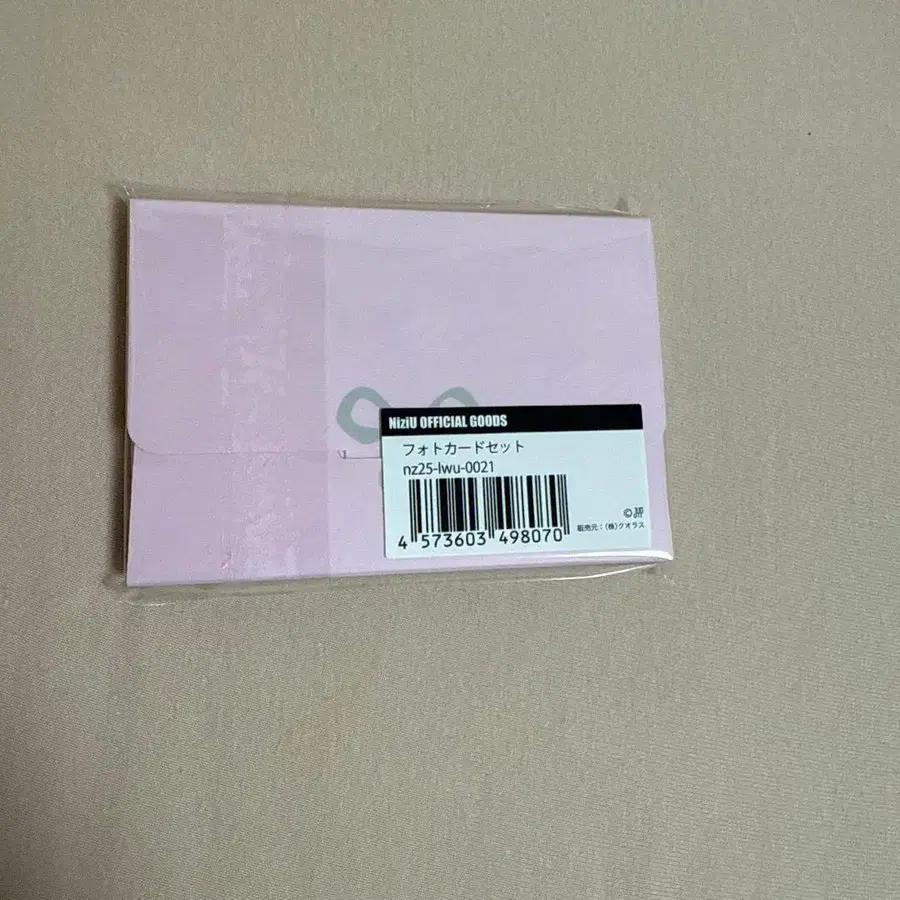 NiziU OFFICIAL GOODS
フォトカードセット
nz25-lwu-0021
4 573603 498070
©
販売元：(株)クオラス